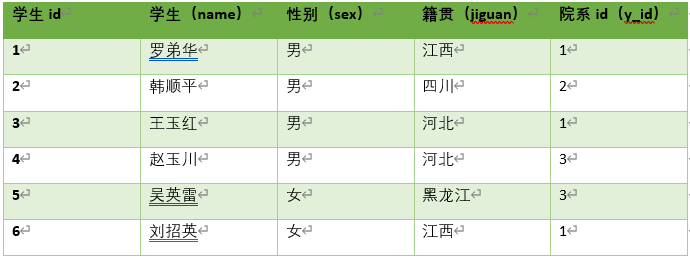 学生 id 学生（name） 性别（sex） 籍贯（jiguan） 院系 id（y_id）
1 罗弟华 男 江西 1
2 韩顺平 男 四川 2
3 王玉红 男 河北 1
4 赵玉川 男 河北 3
5 吴英雷 女 黑龙江 3
6 刘招英 女 江西 1